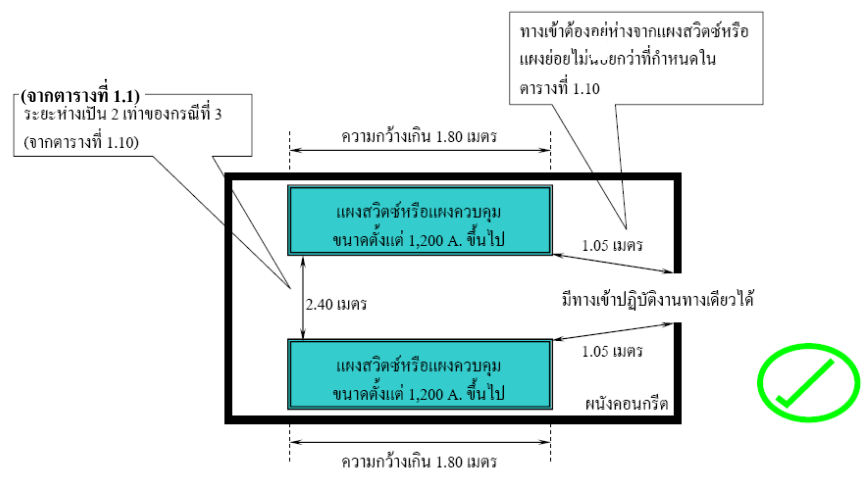 ทางเข้าต้องอยู่ห่างจากแผงสวิตซ์หรือ
แผงย่อยไม่น้อยกว่าที่กำหนดใน
ตารางที่ 1.10
(จากตารางที่ 1.1)
ระยะห่างเป็น 2 เท่าของกรณีที่ 3
(จากตารางที่ 1.10)
ความกว้างเกิน 1.80 เมตร
แผงสวิตซ์หรือแผงควบคุม
ขนาดตั้งแต่ 1,200 A. ขึ้นไป
1.05 เมตร
2.40 เมตร
มีทางเข้าปฏิบัติงานทางเดียวได้
1.05 เมตร
แผงสวิตซ์หรือแผงควบคุม
ขนาดตั้งแต่ 1,200 A. ขึ้นไป
ผนังคอนกรีต
ความกว้างเกิน 1.80 เมตร